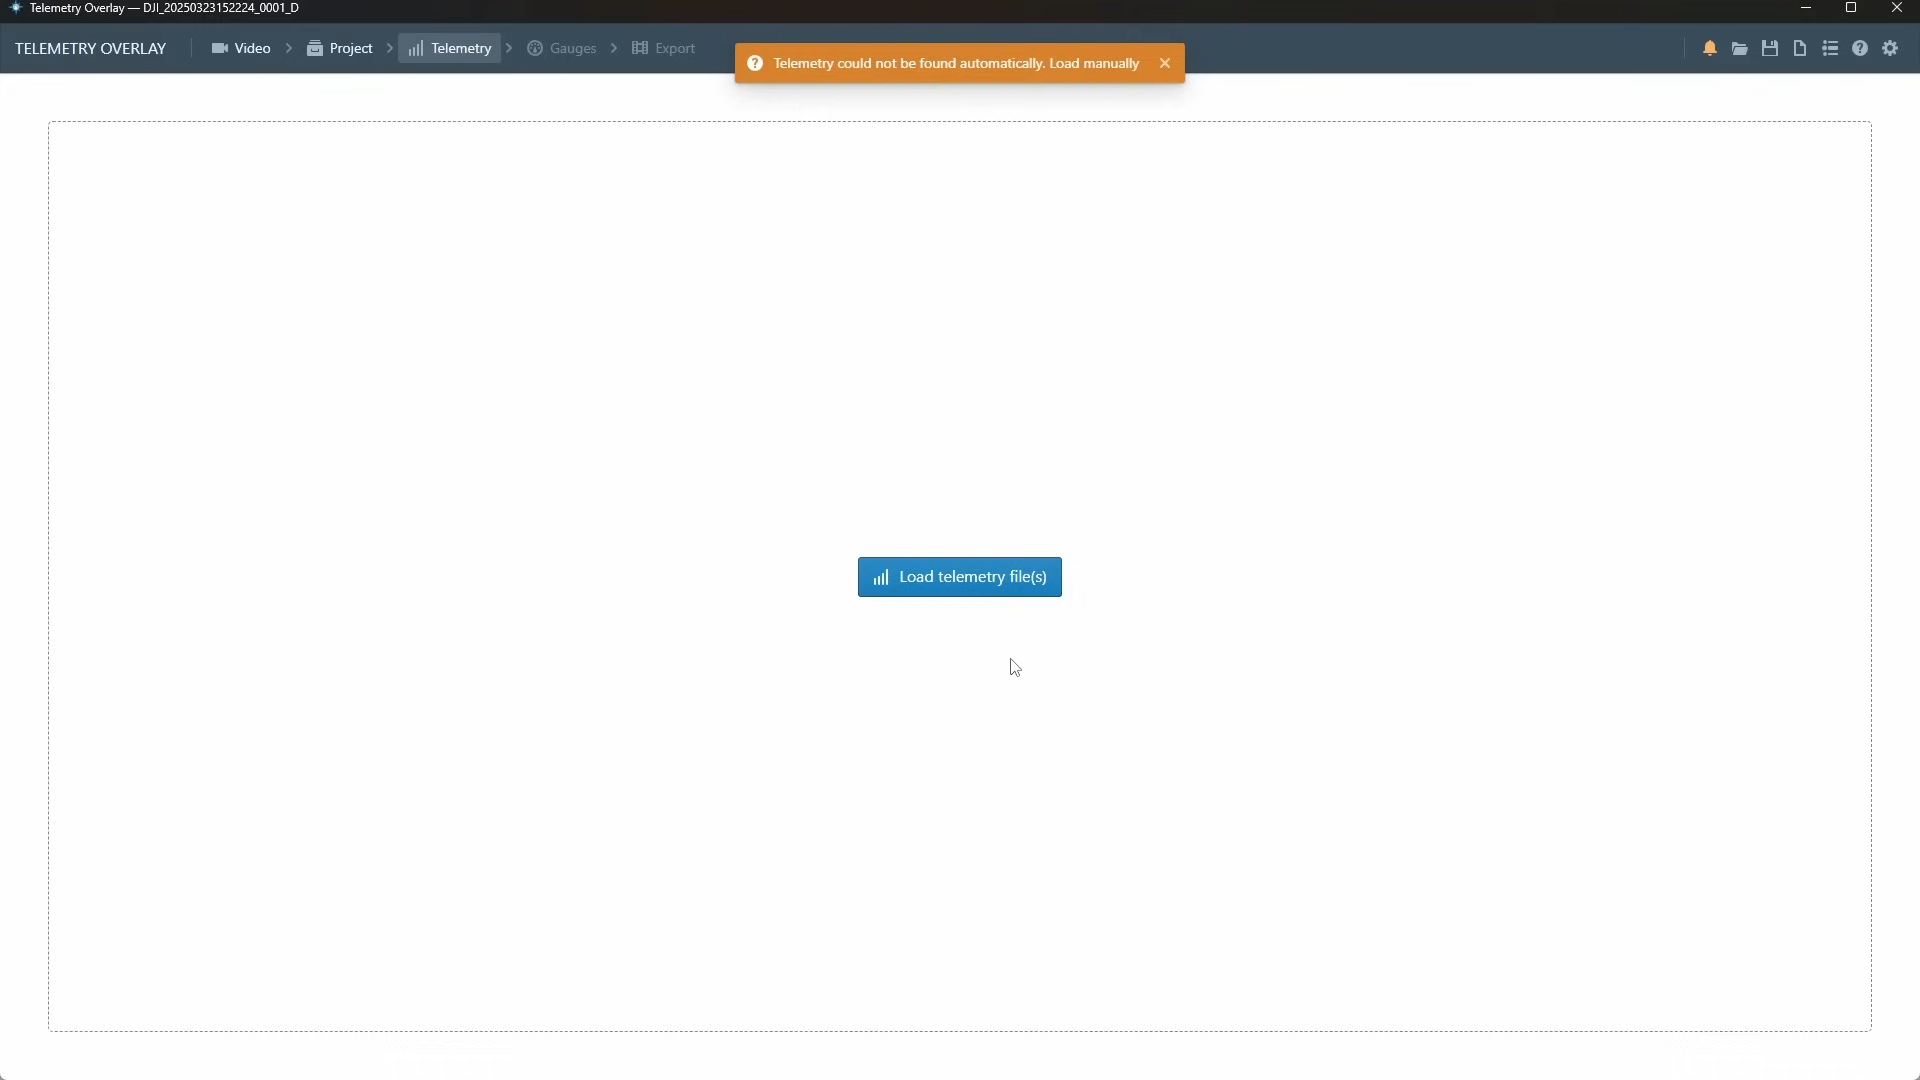 Telemetry Overlay — DJI_20250323152224_0001_D
TELEMETRY OVERLAY
Video
Project
Telemetry
Gauges
Export
Telemetry could not be found automatically. Load manually
Load telemetry file(s)